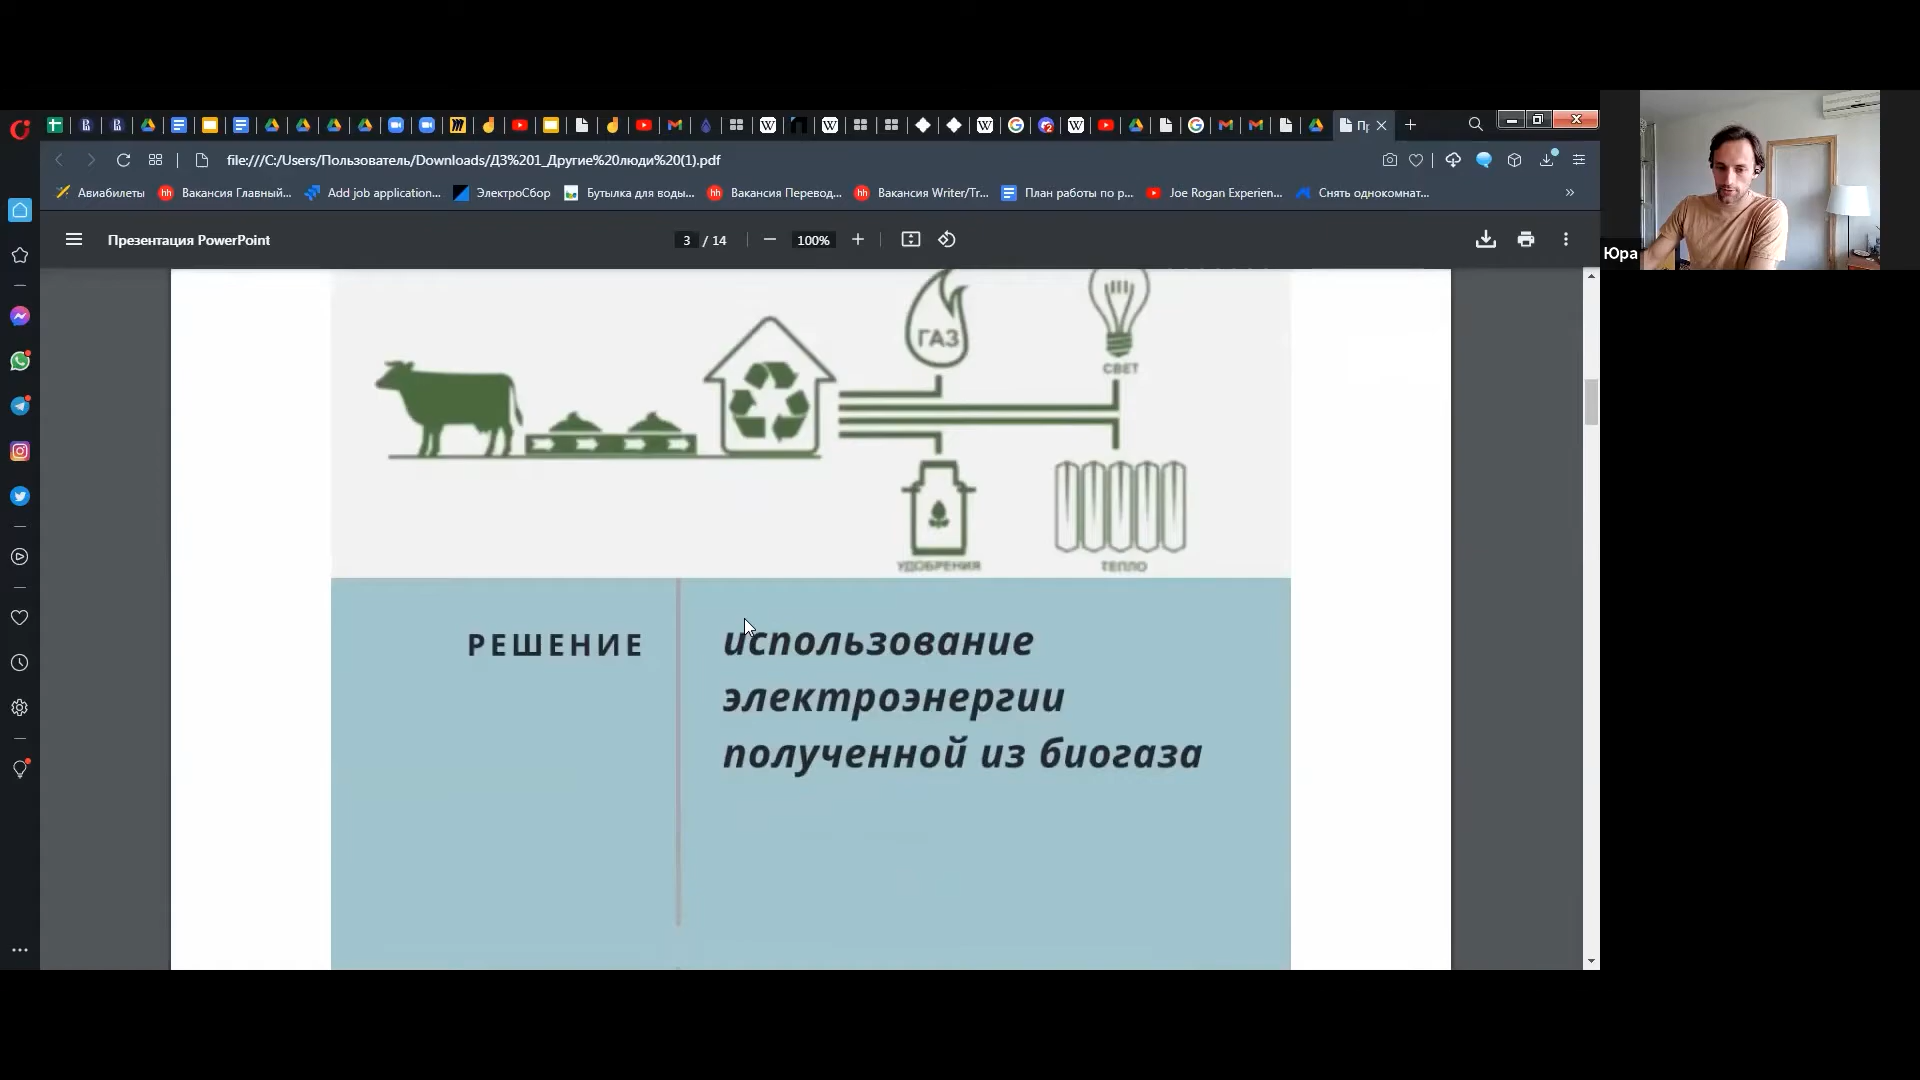 file:///C:/Users/Пользователь/Downloads/ДЗ%201_Другие%20люди%20(1).pdf
Авиабилеты
Вакансия Главный...
Add job application...
ЭлектроСбор
Бутылка для воды...
Вакансия Перевод...
Вакансия Writer/Tr...
План работы по р...
Joe Rogan Experien...
Снять однокомнат...
Презентация PowerPoint
3 / 14
100%
Юра
ГАЗ
СВЕТ
УДОБРЕНИЯ
ТЕПЛО
РЕШЕНИЕ
использование
электроэнергии
полученной из биогаза